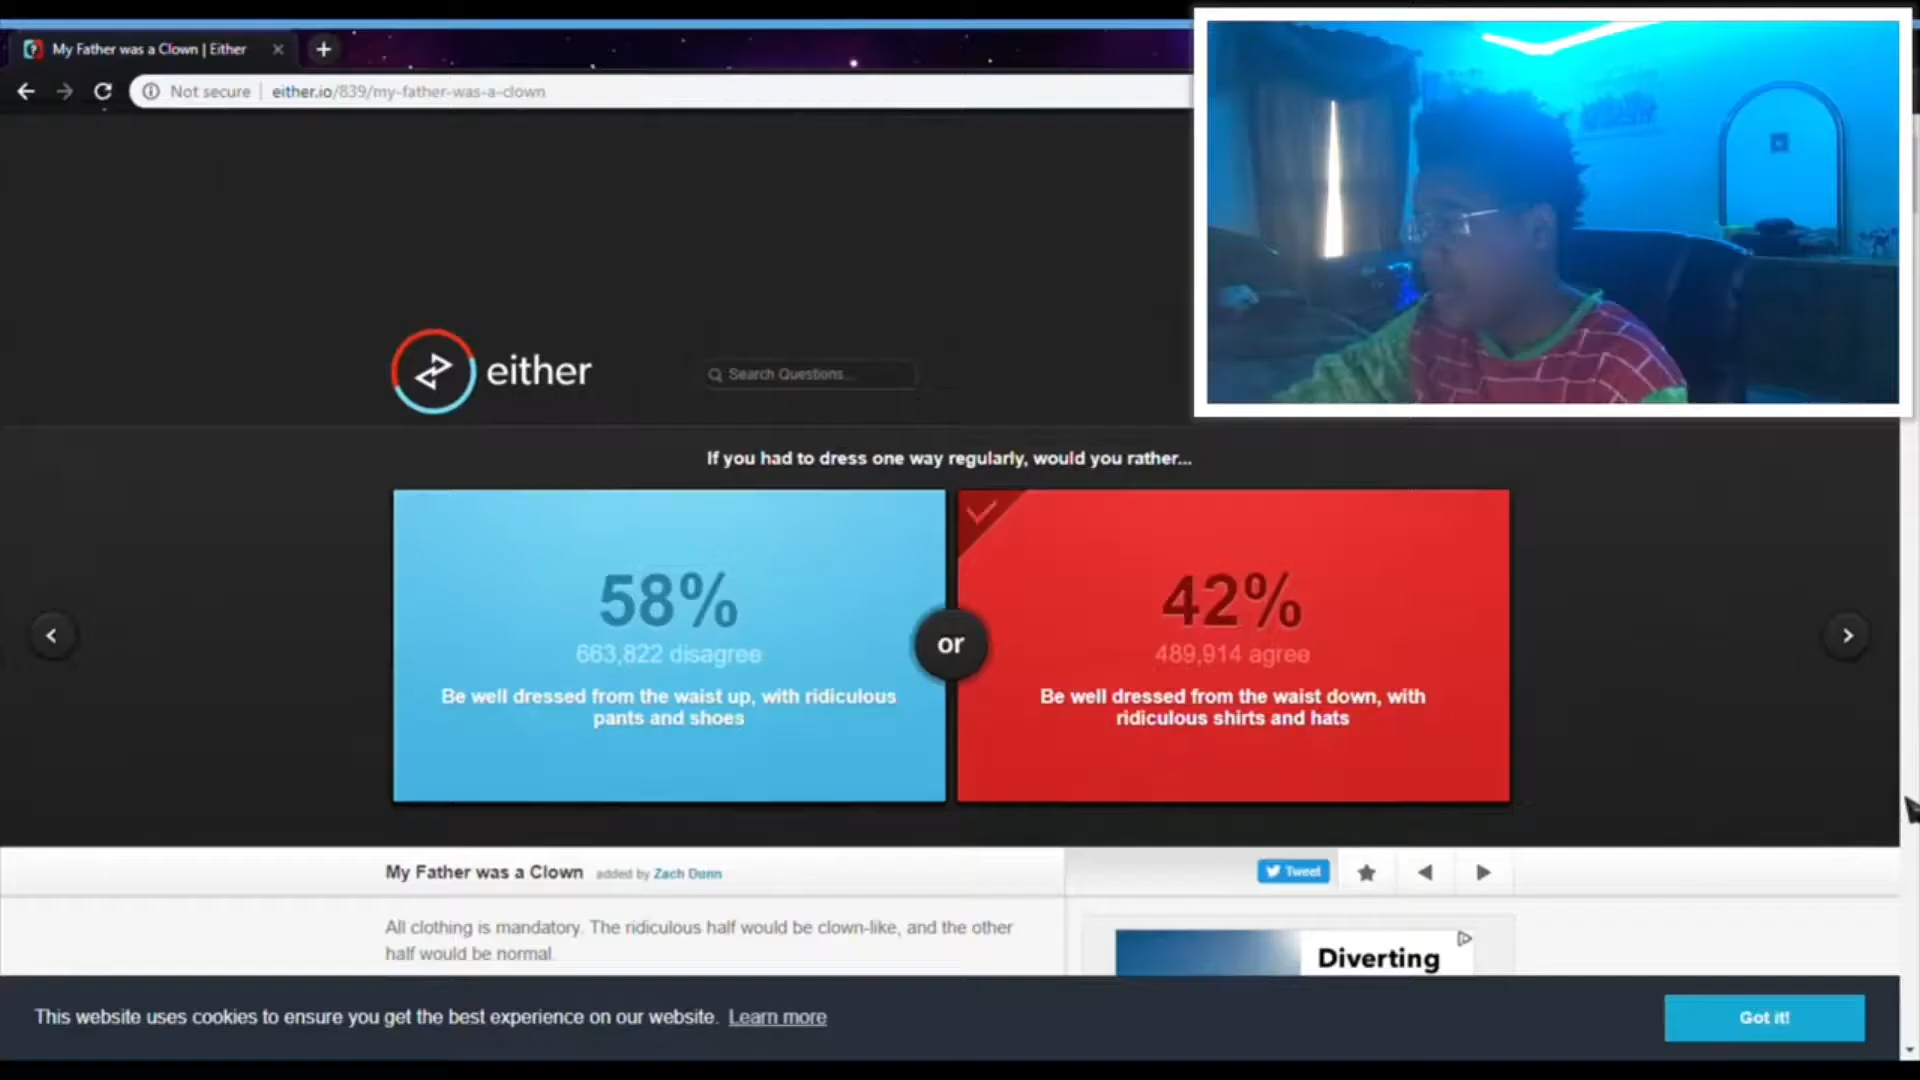 My Father was a Clown | Either
Not secure | either.io/839/my-father-was-a-clown
either
Search Questions...
If you had to dress one way regularly, would you rather...
58%
663,822 disagree
Be well dressed from the waist up, with ridiculous
pants and shoes
or
42%
489,914 agree
Be well dressed from the waist down, with
ridiculous shirts and hats
My Father was a Clown added by Zach Dunn
Tweet
All clothing is mandatory. The ridiculous half would be clown-like, and the other
half would be normal.
Diverting
This website uses cookies to ensure you get the best experience on our website. Learn more
Got it!